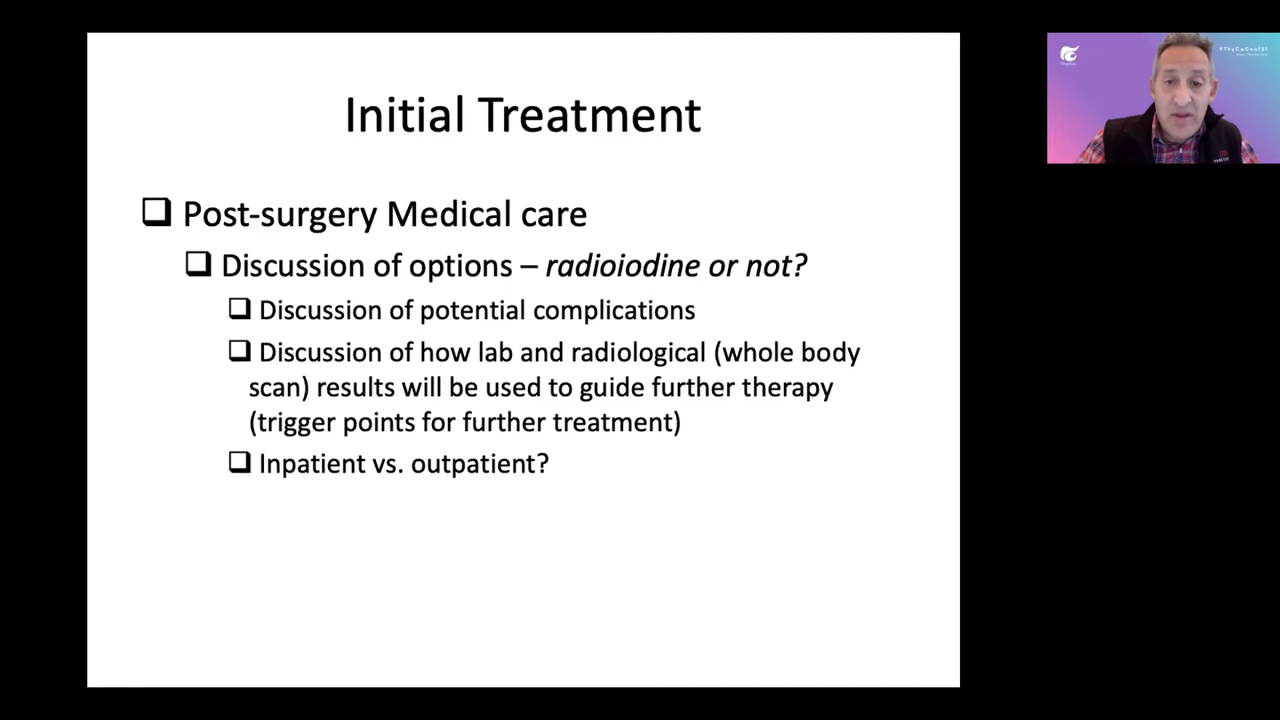 Initial Treatment
❑ Post-surgery Medical care
❑ Discussion of options – radioiodine or not?
❑ Discussion of potential complications
❑ Discussion of how lab and radiological (whole body
scan) results will be used to guide further therapy
(trigger points for further treatment)
❑ Inpatient vs. outpatient?